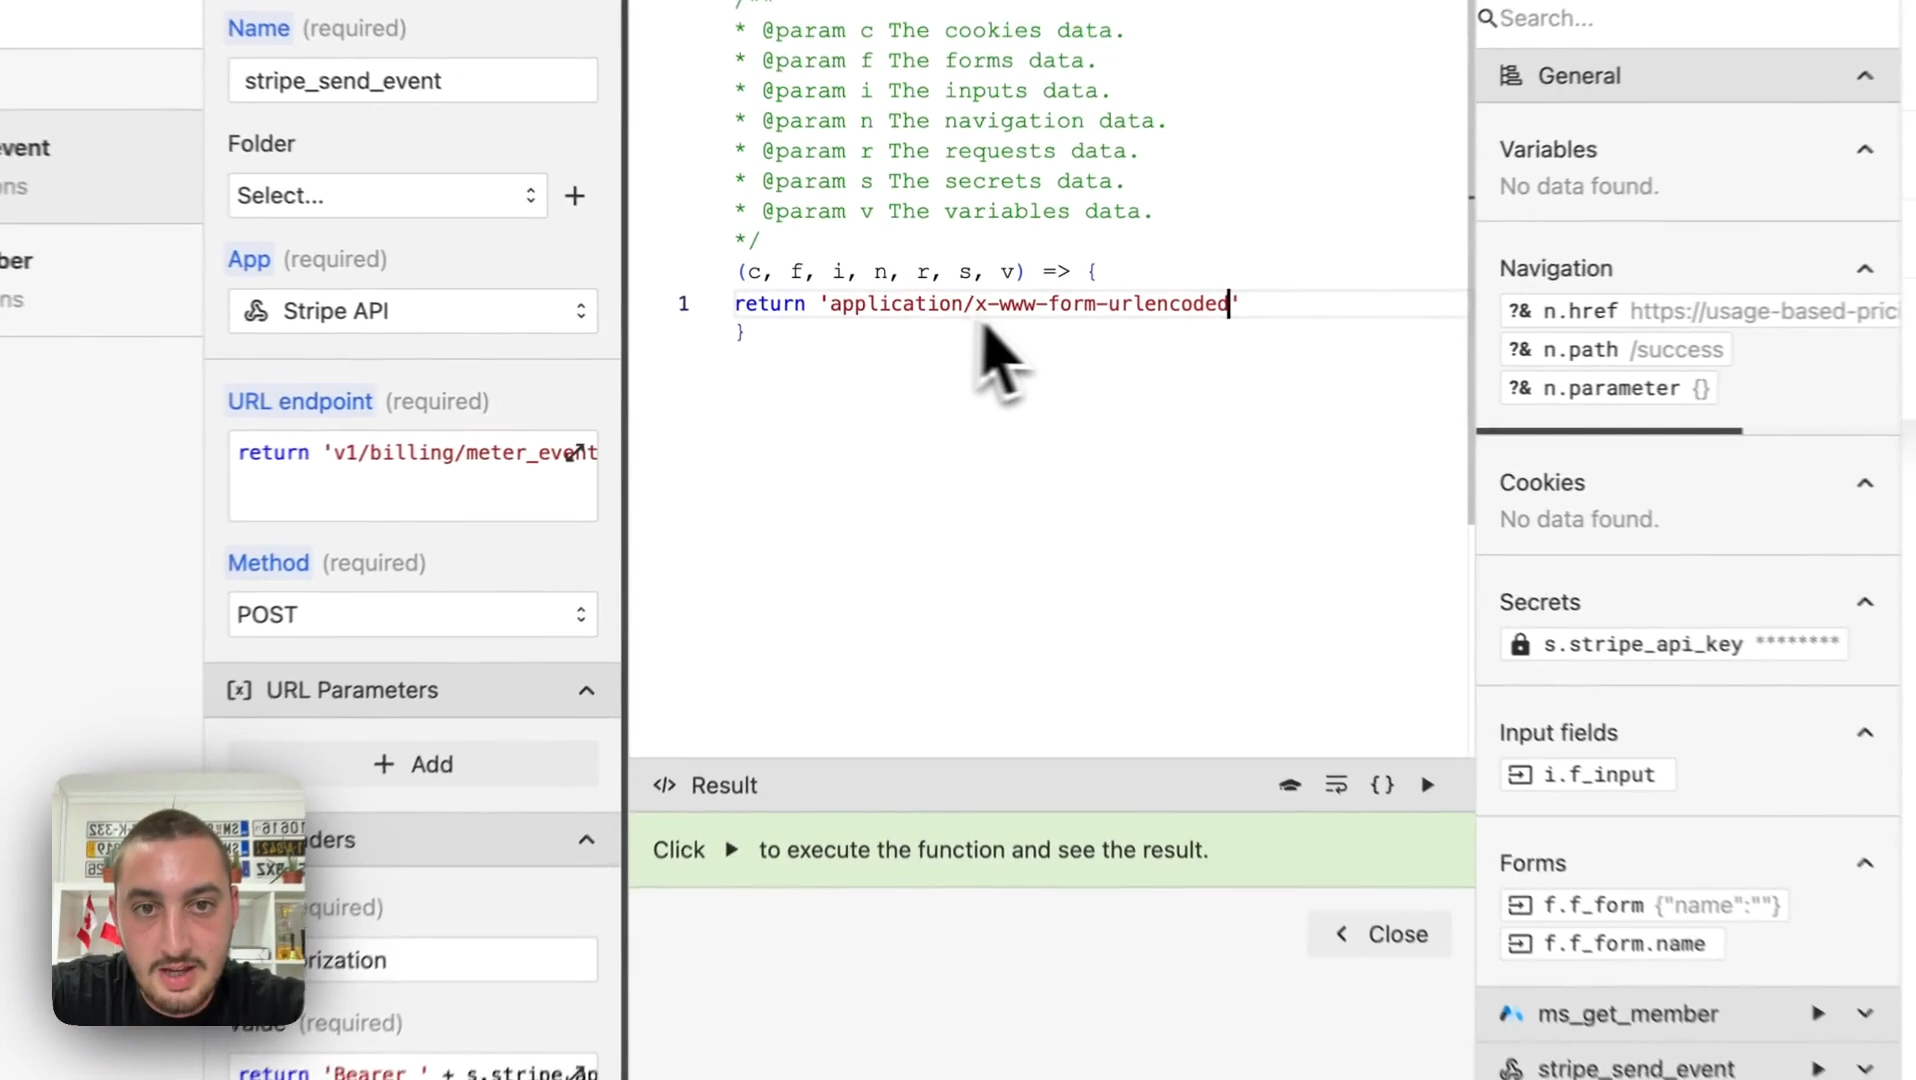 Name (required)
stripe_send_event
Folder
Select...
App (required)
Stripe API
URL endpoint (required)
return 'v1/billing/meter_event
Method (required)
POST
URL Parameters
Add
ders
quired)
rization
(required)
return 'Bearer ' + s.stripe
vent
ons
ber
ns
/**
* @param c The cookies data.
* @param f The forms data.
* @param i The inputs data.
* @param n The navigation data.
* @param r The requests data.
* @param s The secrets data.
* @param v The variables data.
*/
(c, f, i, n, r, s, v) => {
1 return 'application/x-www-form-urlencoded'
}
</> Result
{}
Click ▶ to execute the function and see the result.
Close
Search...
General
Variables
No data found.
Navigation
?& n.href https://usage-based-prici
?& n.path /success
?& n.parameter {}
Cookies
No data found.
Secrets
s.stripe_api_key ********
Input fields
i.f_input
Forms
f.f_form {"name":""}
f.f_form.name
ms_get_member
stripe_send_event